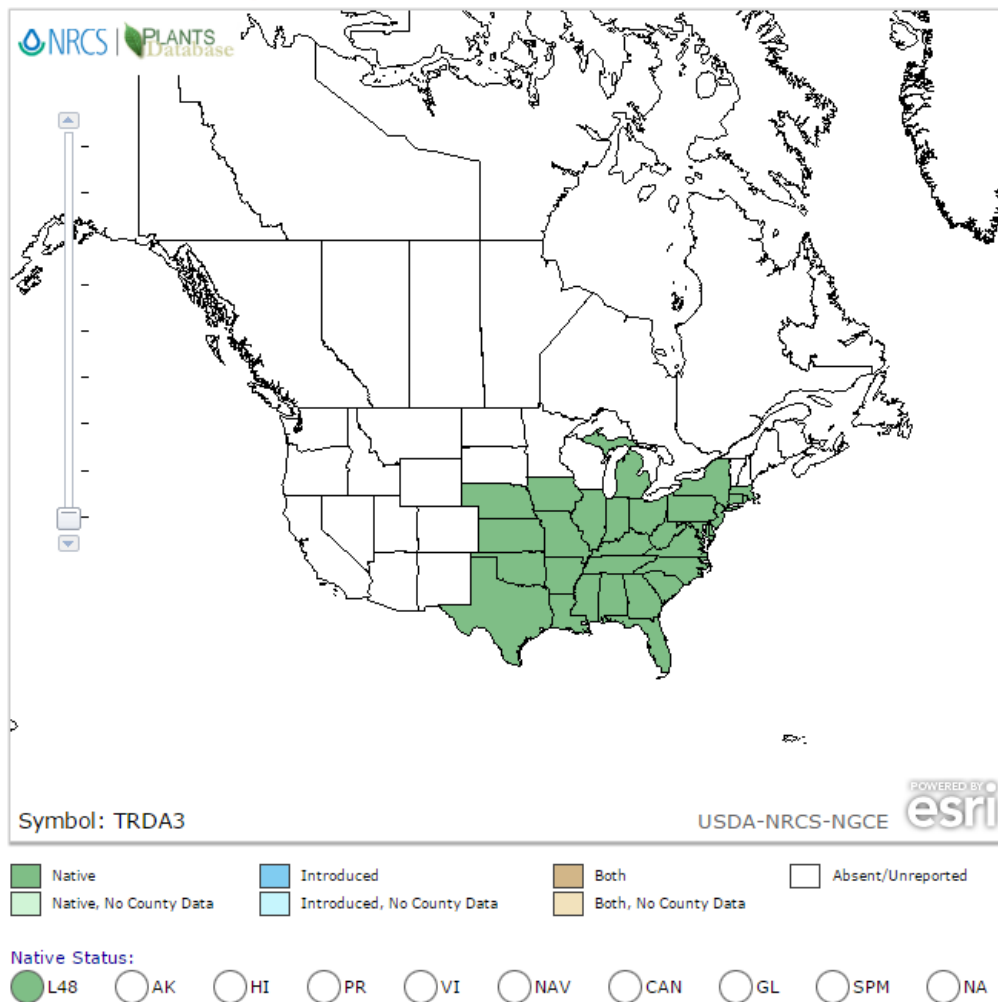 NRCS | PLANTS
Database
Symbol: TRDA3
USDA-NRCS-NGCE
POWERED BY
esri
Native
Introduced
Both
Absent/Unreported
Native, No County Data
Introduced, No County Data
Both, No County Data
Native Status:
L48 AK HI PR VI NAV CAN GL SPM NA